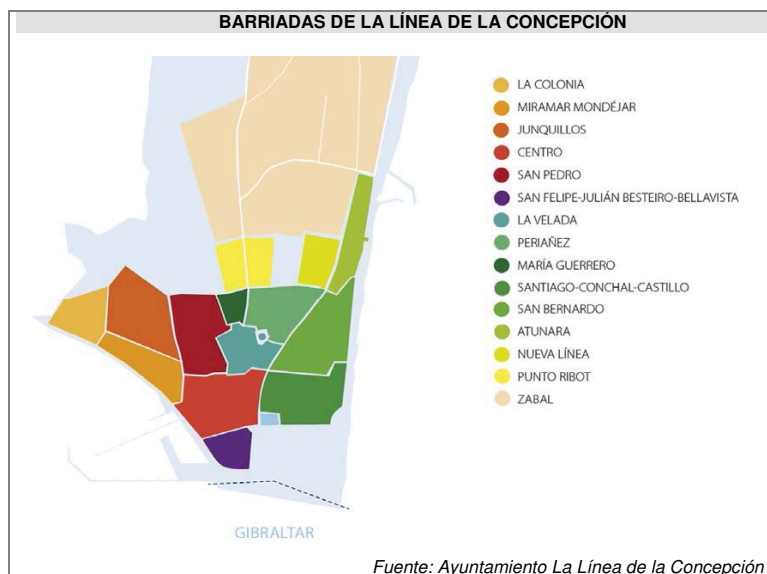 BARRIADAS DE LA LÍNEA DE LA CONCEPCIÓN
LA COLONIA
MIRAMAR MONDÉJAR
JUNQUILLOS
CENTRO
SAN PEDRO
SAN FELIPE-JULIÁN BESTEIRO-BELLAVISTA
LA VELADA
PERIAÑEZ
MARÍA GUERRERO
SANTIAGO-CONCHAL-CASTILLO
SAN BERNARDO
ATUNARA
NUEVA LÍNEA
PUNTO RIBOT
ZABAL
GIBRALTAR
Fuente: Ayuntamiento La Línea de la Concepción